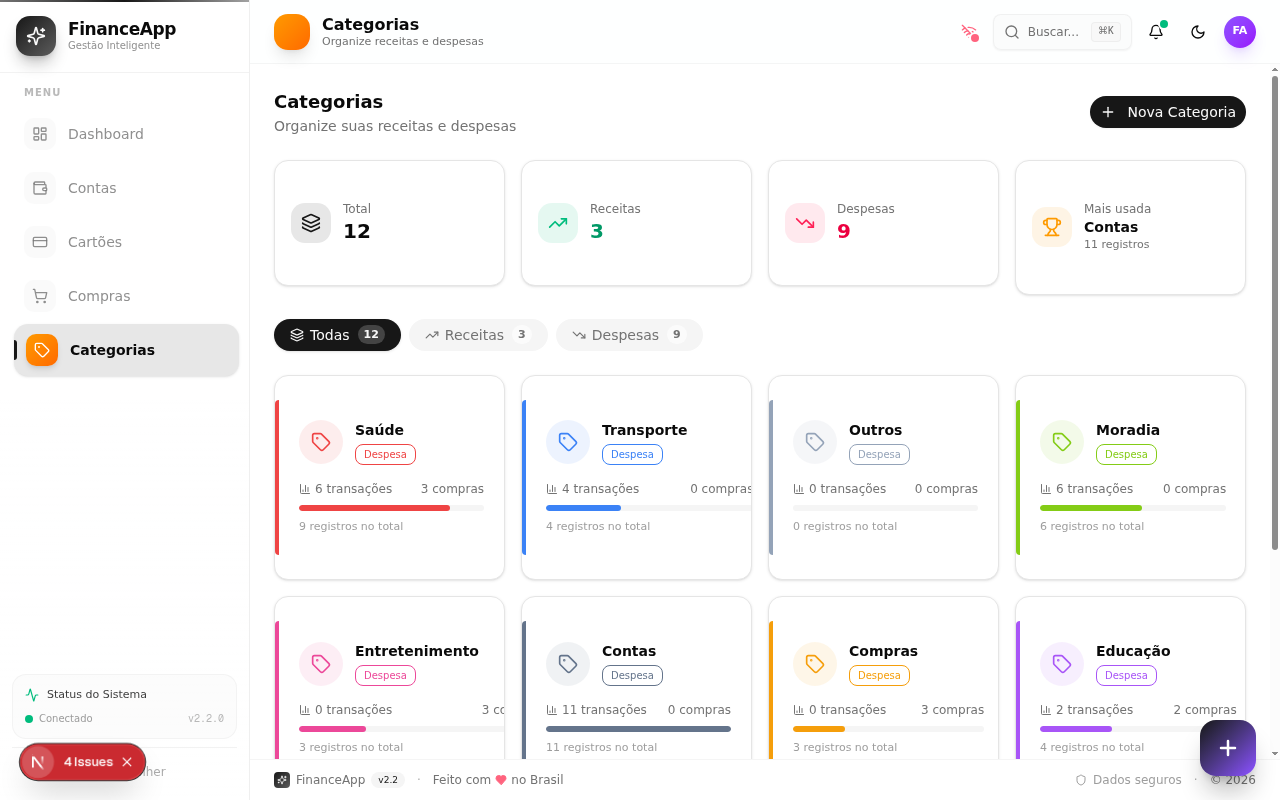 FinanceApp
Gestão Inteligente
MENU
Dashboard
Contas
Cartões
Compras
Categorias
Status do Sistema
Conectado
v2.2.0
4 Issues
lher
Categorias
Organize receitas e despesas
Buscar...
⌘K
FA
Categorias
Organize suas receitas e despesas
Nova Categoria
Total
12
Receitas
3
Despesas
9
Mais usada
Contas
11 registros
Todas 12
Receitas 3
Despesas 9
Saúde
Despesa
6 transações 3 compras
9 registros no total
Transporte
Despesa
4 transações 0 compras
4 registros no total
Outros
Despesa
0 transações 0 compras
0 registros no total
Moradia
Despesa
6 transações 0 compras
6 registros no total
Entretenimento
Despesa
0 transações 3 co
3 registros no total
Contas
Despesa
11 transações 0 compras
11 registros no total
Compras
Despesa
0 transações 3 compras
3 registros no total
Educação
Despesa
2 transações 2 compras
4 registros no total
FinanceApp v2.2 · Feito com ❤ no Brasil
Dados seguros · © 2026